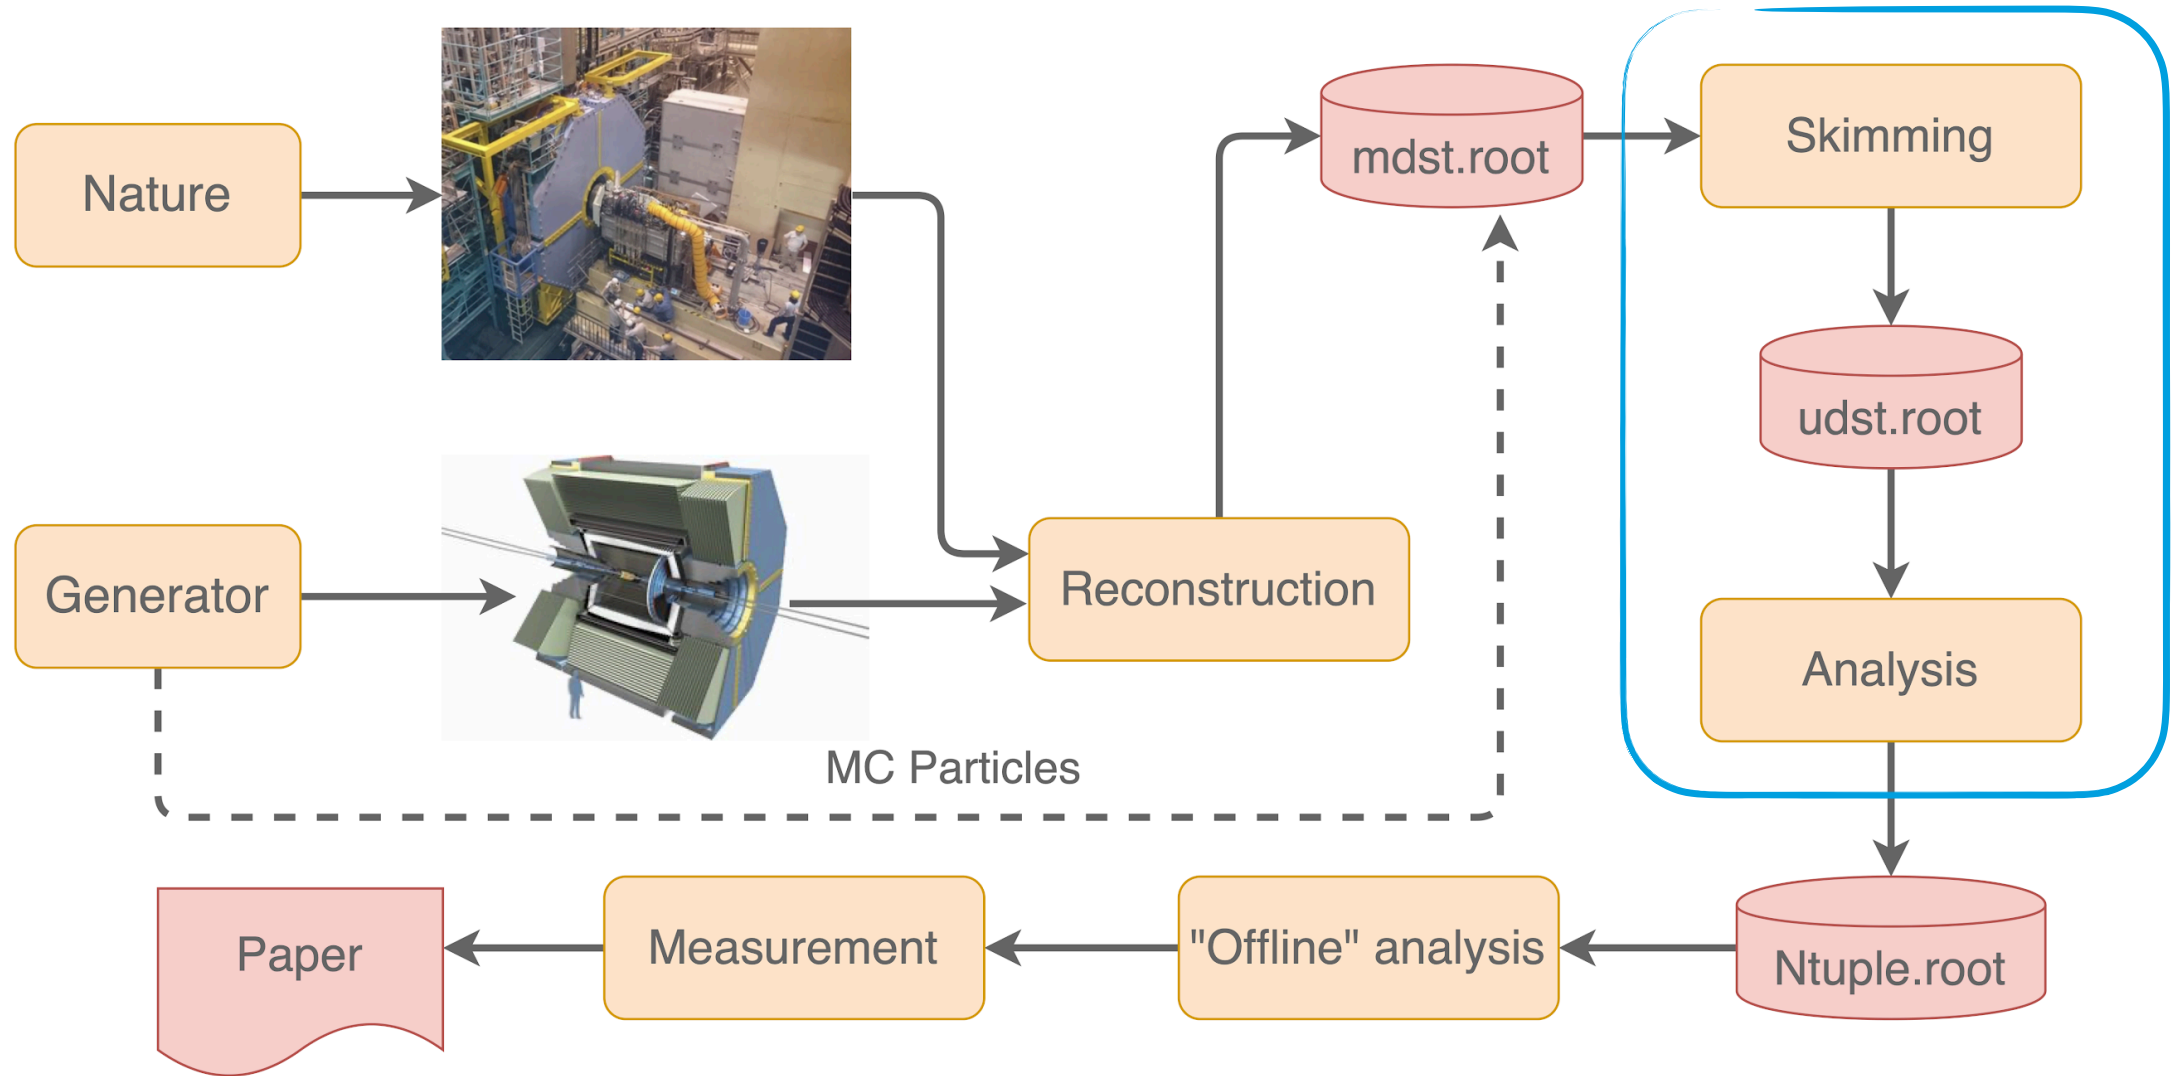 Nature
mdst.root
Skimming
udst.root
Generator
Reconstruction
Analysis
MC Particles
Paper
Measurement
"Offline" analysis
Ntuple.root